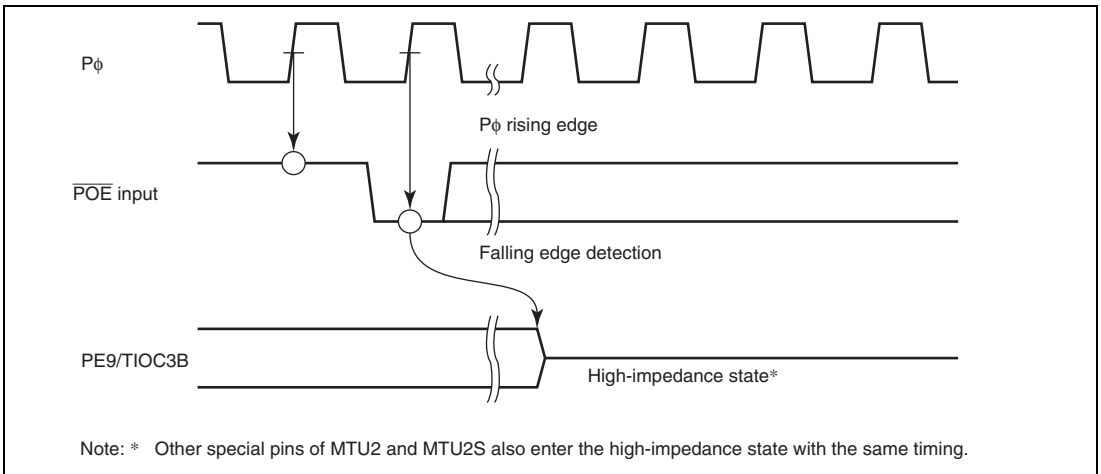 Pϕ
Pϕ rising edge
POE input
Falling edge detection
PE9/TIOC3B
High-impedance state*
Note: * Other special pins of MTU2 and MTU2S also enter the high-impedance state with the same timing.